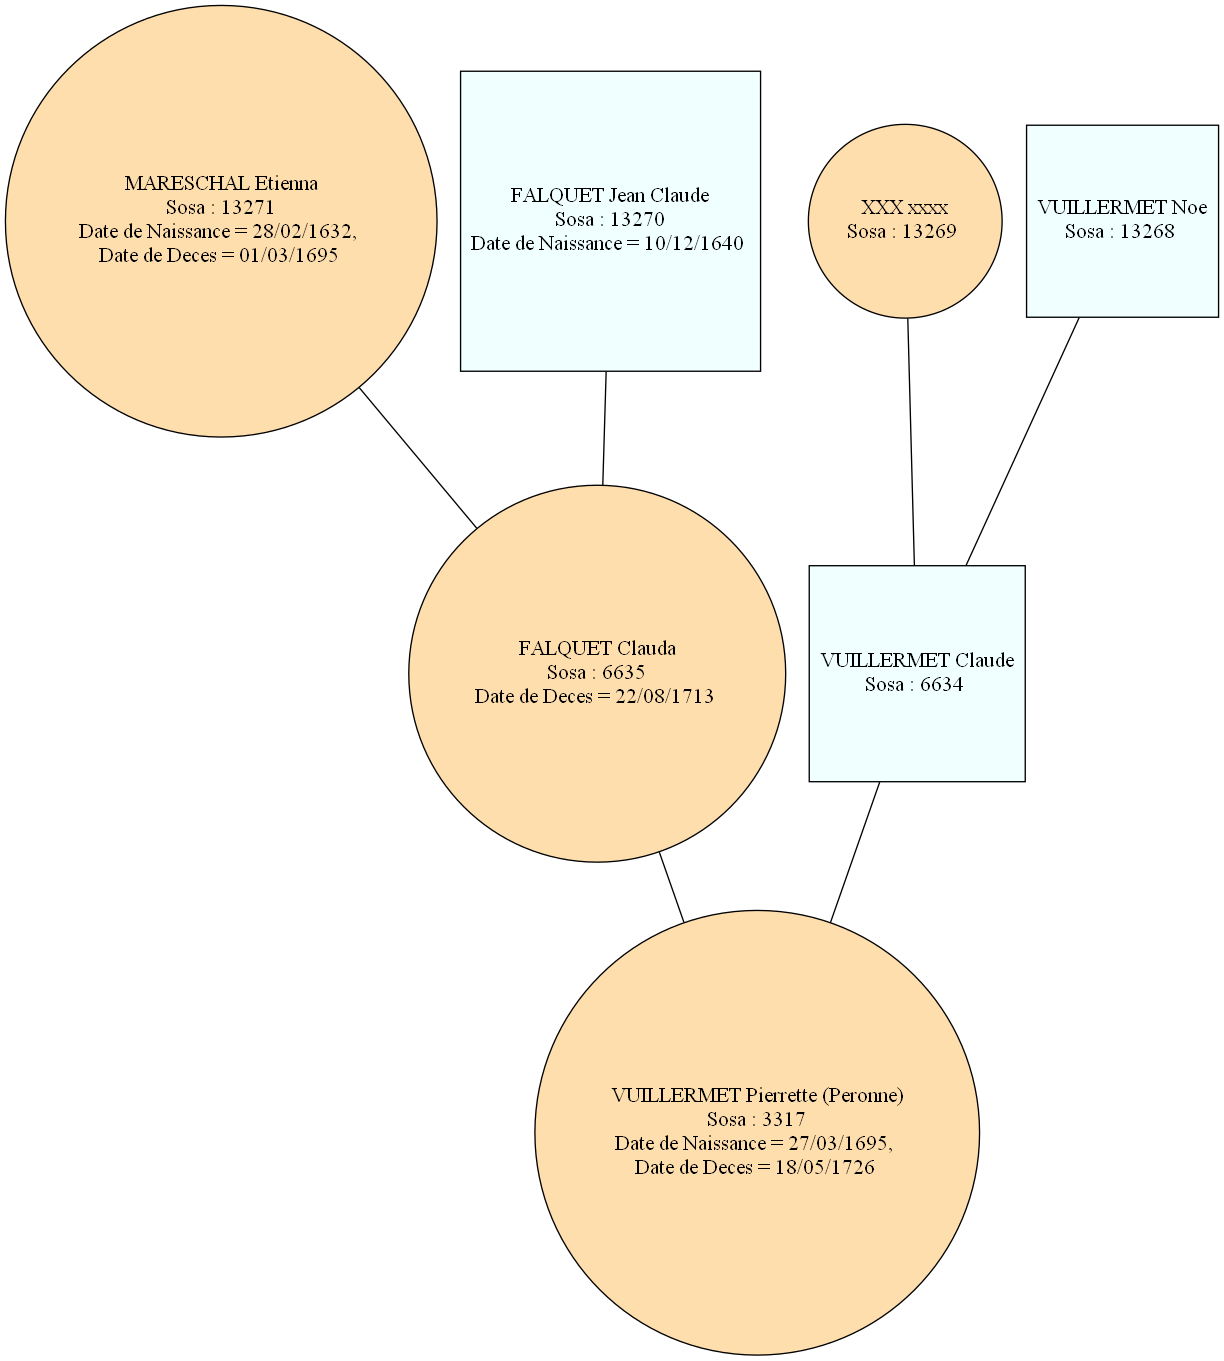 MARESCHAL Etienna
Sosa : 13271
Date de Naissance = 28/02/1632,
Date de Deces = 01/03/1695
FALQUET Jean Claude
Sosa : 13270
Date de Naissance = 10/12/1640
XXX xxxx
Sosa : 13269
VUILLERMET Noe
Sosa : 13268
FALQUET Clauda
Sosa : 6635
Date de Deces = 22/08/1713
VUILLERMET Claude
Sosa : 6634
VUILLERMET Pierrette (Peronne)
Sosa : 3317
Date de Naissance = 27/03/1695,
Date de Deces = 18/05/1726